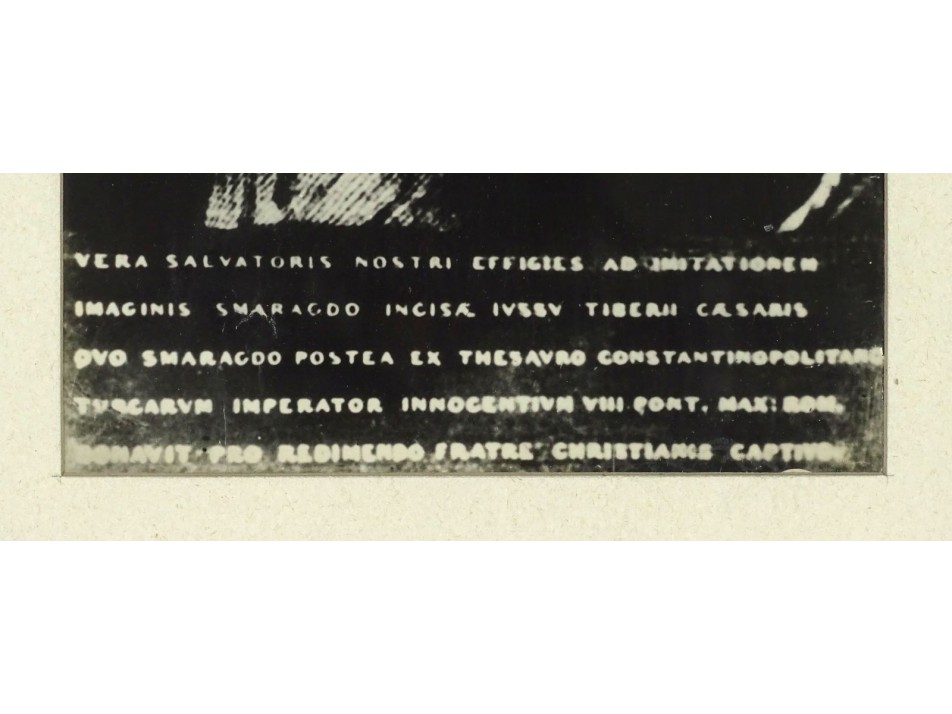 VERA SALVATORIS NOSTRI EFFIGIES AD IMITATIONEM
IMAGINIS SMARAGDO INCISÆ IVSSV TIBERII CÆSARIS
QVO SMARAGDO POSTEA EX THESAVRO CONSTANTINOPOLITANO
TVRCARVM IMPERATOR INNOCENTIVM VIII PONT. MAX: ROM.
DONAVIT PRO REDIMENDO FRATRE CHRISTIANIS CAPTIVO.